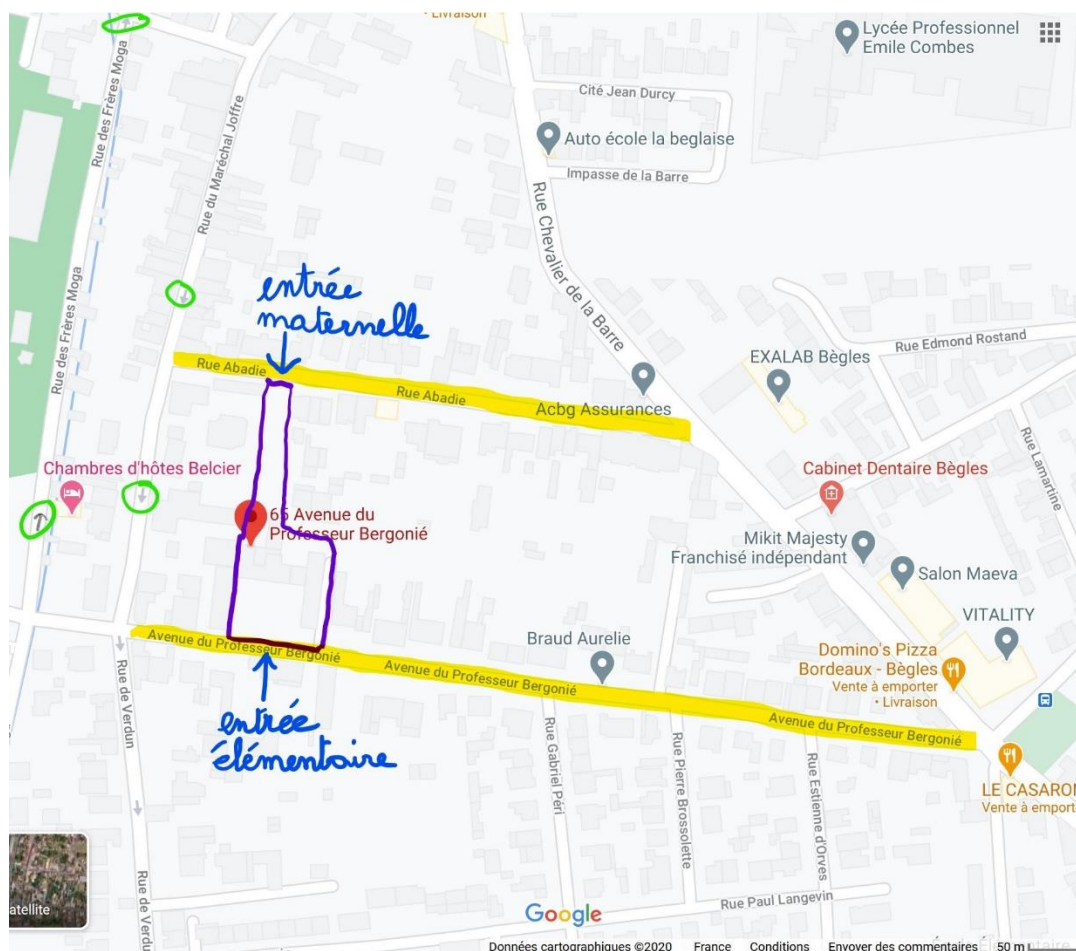 Livraison
Lycée Professionnel
Emile Combes
Rue des Frères Moga
Rue du Maréchal Joffre
Cité Jean Durcy
Auto école la beglaise
Impasse de la Barre
Rue Chevalier de la Barre
entrée
maternelle
Rue des Frères Moga
Rue Abadie
Rue Abadie
EXALAB Bègles
Rue Edmond Rostand
Acbg Assurances
Rue Lamartine
Chambres d'hôtes Belcier
Cabinet Dentaire Bègles
65 Avenue du
Professeur Bergonié
Mikit Majesty
Franchisé indépendant
Salon Maeva
VITALITY
Avenue du Professeur Bergonié
Avenue du Professeur Bergonié
Avenue du Professeur Bergonié
Braud Aurelie
Domino's Pizza
Bordeaux - Bègles
Vente à emporter
• Livraison
Rue de Verdun
entrée
élémentaire
Rue Gabriel Péri
Rue Pierre Brossolette
Rue Estienne d'Orves
LE CASARON
Vente à emport
atellite
Rue de Verdun
Rue Paul Langevin
Google
Données cartographiques ©2020 France Conditions Envoyer des commentaires 50 m